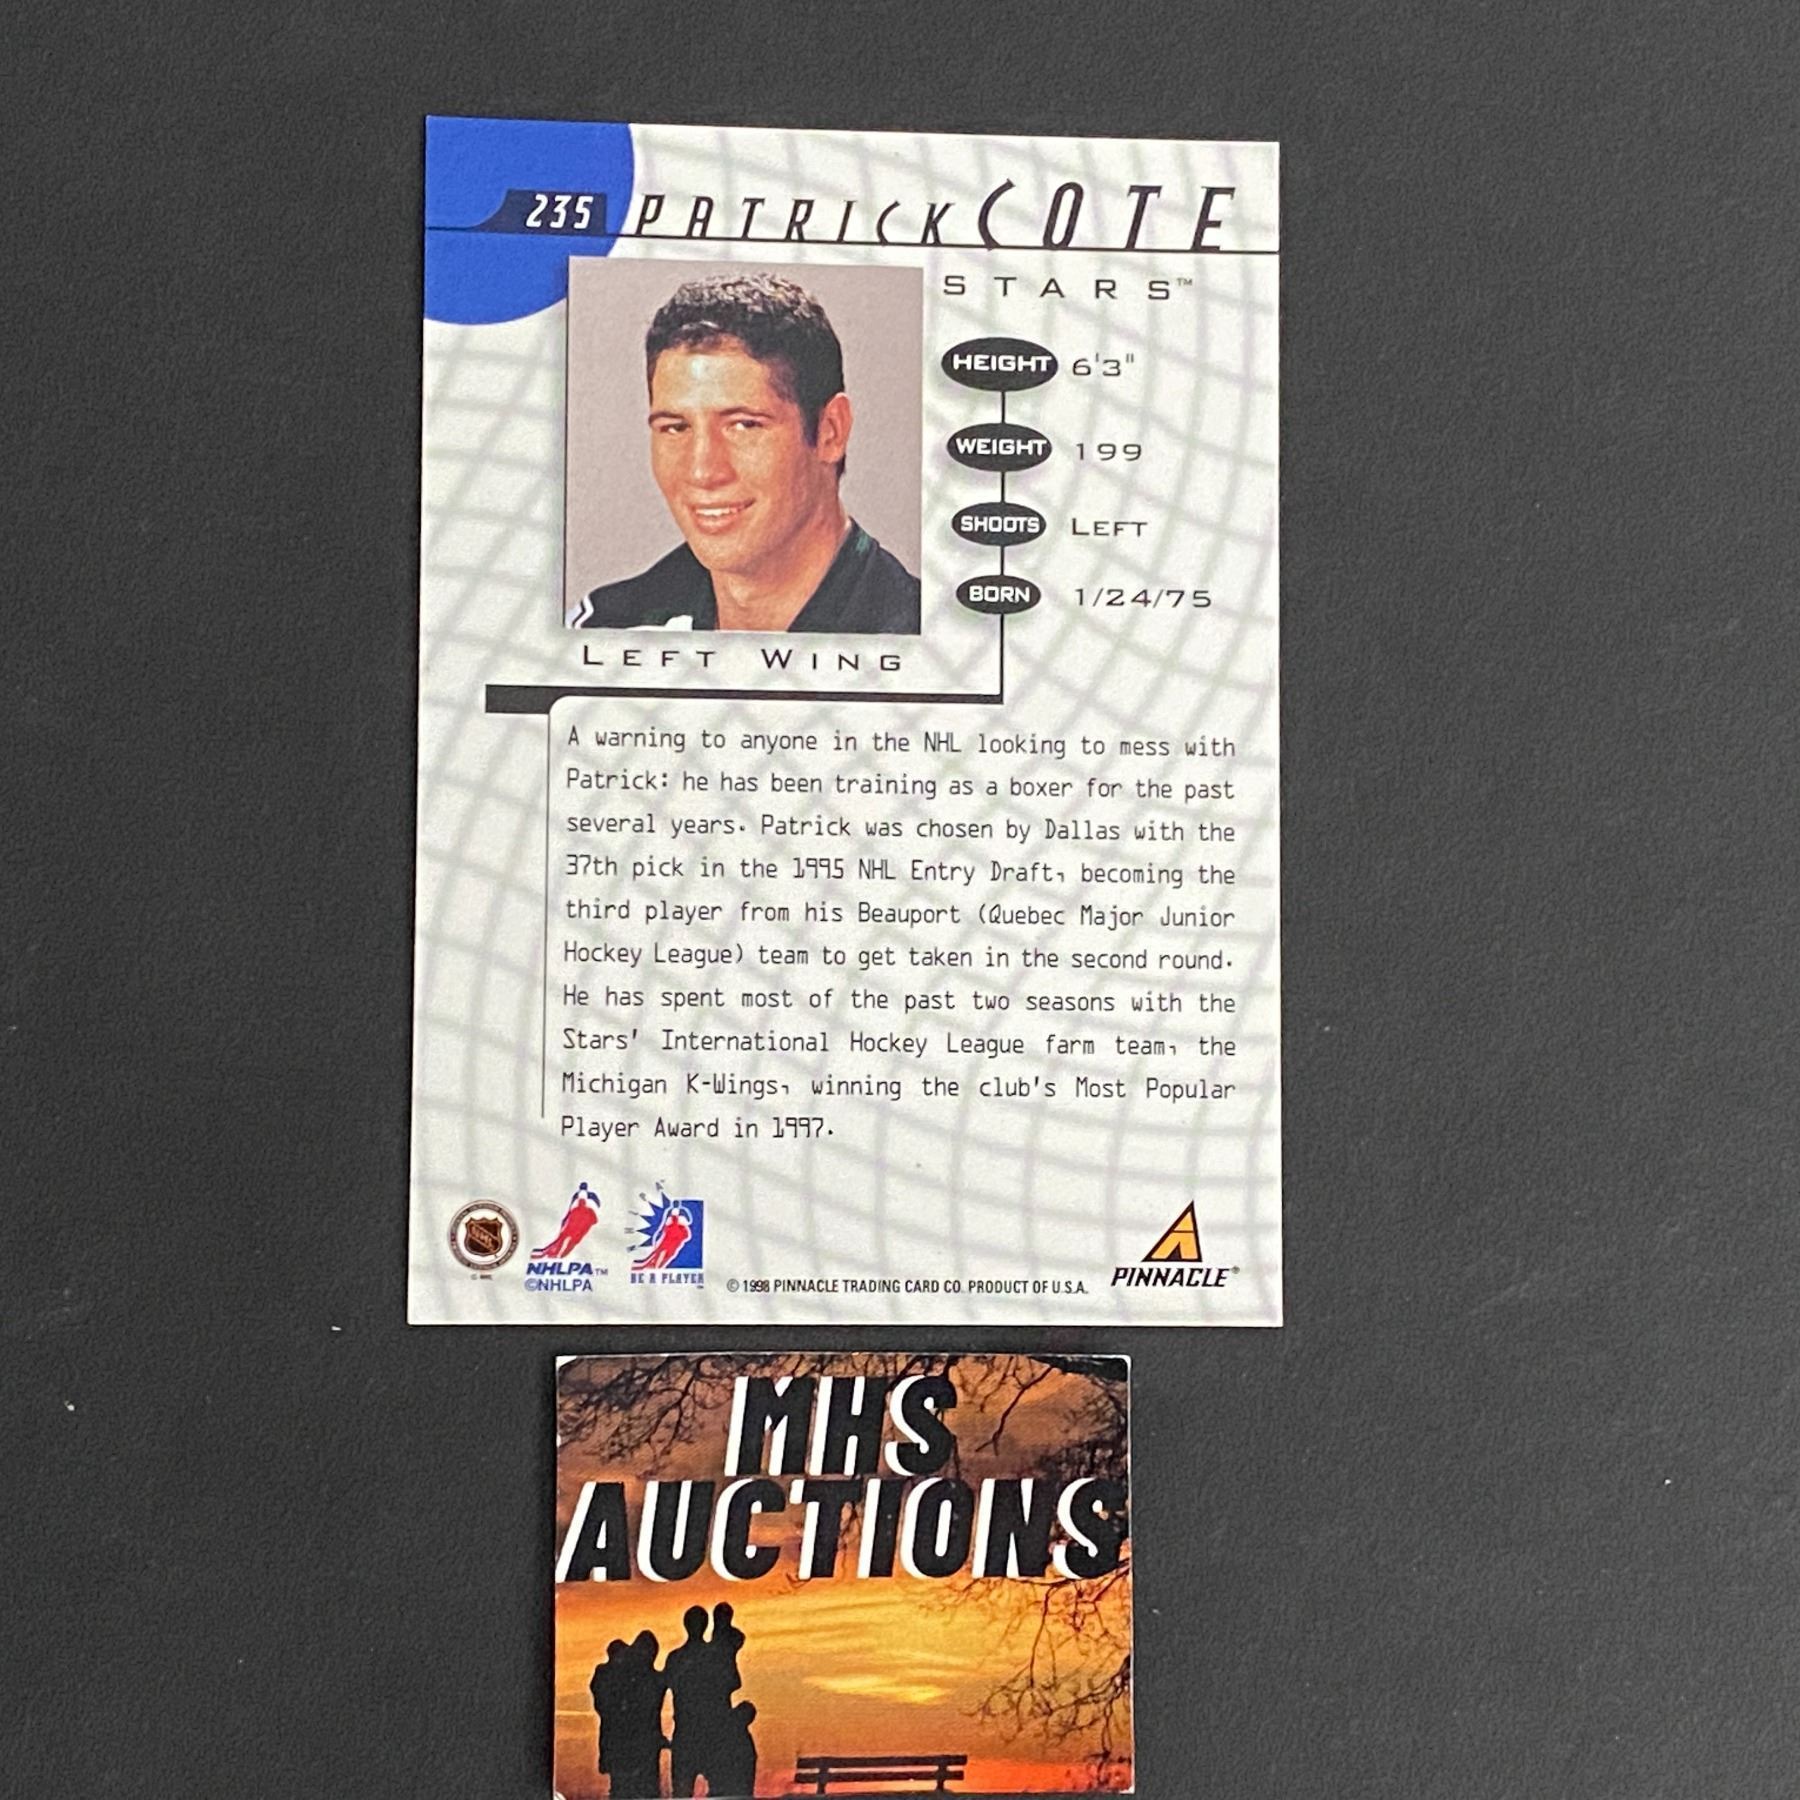 235 PATRICK COTE
STARS™
HEIGHT 6'3"
WEIGHT 199
SHOOTS LEFT
BORN 1/24/75
LEFT WING
A warning to anyone in the NHL looking to mess with
Patrick: he has been training as a boxer for the past
several years. Patrick was chosen by Dallas with the
37th pick in the 1995 NHL Entry Draft, becoming the
third player from his Beauport (Quebec Major Junior
Hockey League) team to get taken in the second round.
He has spent most of the past two seasons with the
Stars' International Hockey League farm team, the
Michigan K-Wings, winning the club's Most Popular
Player Award in 1997.
NHLPA™
©NHLPA
BE A PLAYER
© 1998 PINNACLE TRADING CARD CO. PRODUCT OF U.S.A.
PINNACLE®
MHS
AUCTIONS